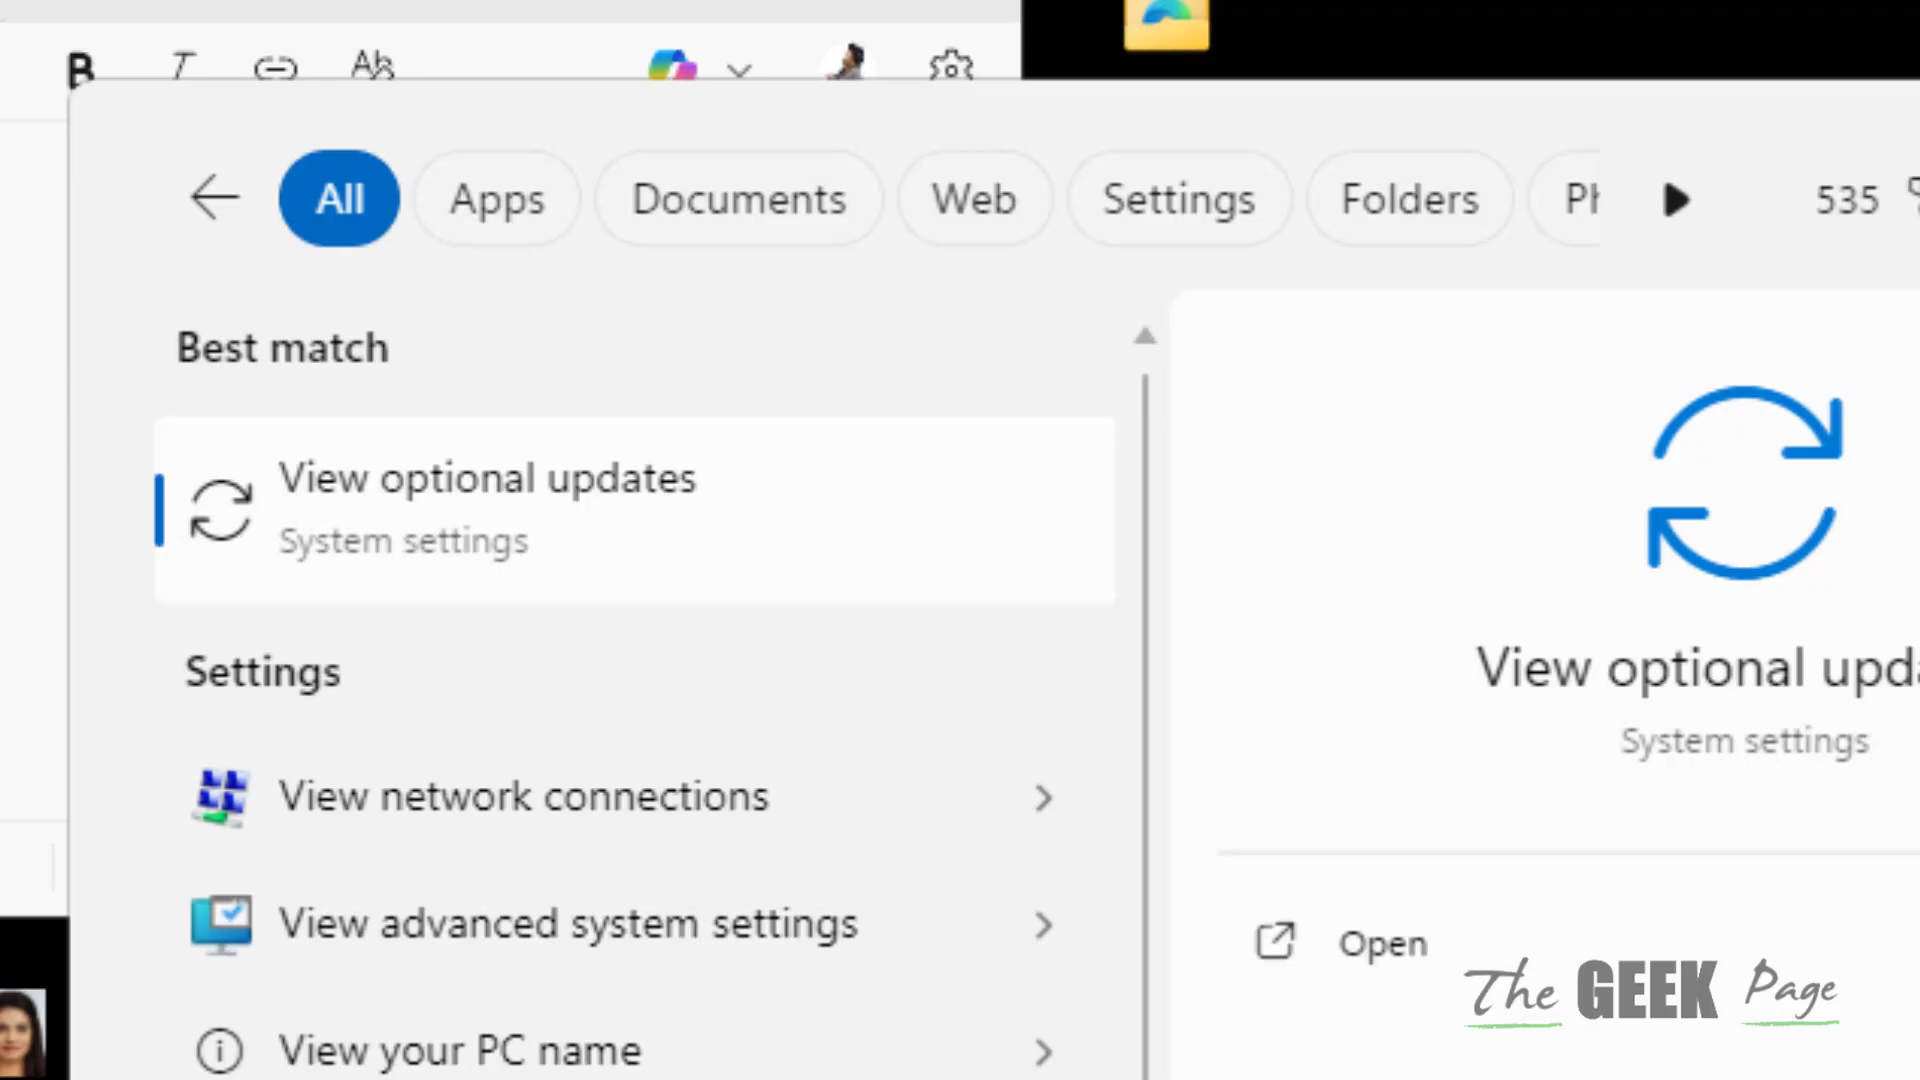 B
All
Apps
Documents
Web
Settings
Folders
535
Best match
View optional updates
System settings
Settings
View network connections
View advanced system settings
View your PC name
View optional
System settings
Open
The GEEK Page